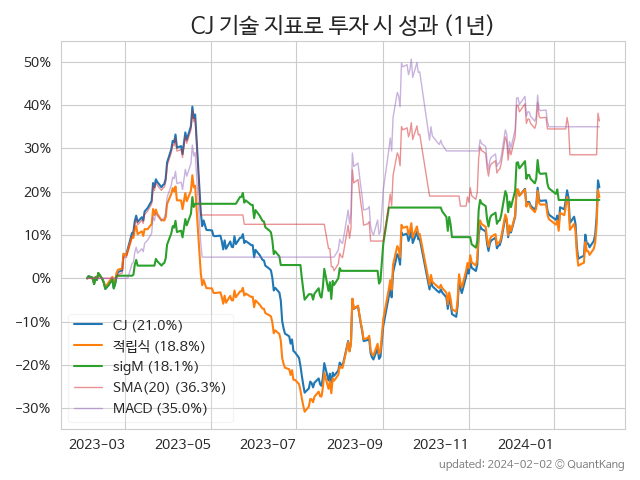 CJ 기술 지표로 투자 시 성과 (1년)
50%
40%
30%
20%
10%
0%
−10%
−20%
−30%
CJ (21.0%)
적립식 (18.8%)
sigM (18.1%)
SMA(20) (36.3%)
MACD (35.0%)
2023-03
2023-05
2023-07
2023-09
2023-11
2024-01
updated: 2024-02-02 ⓒ QuantKang